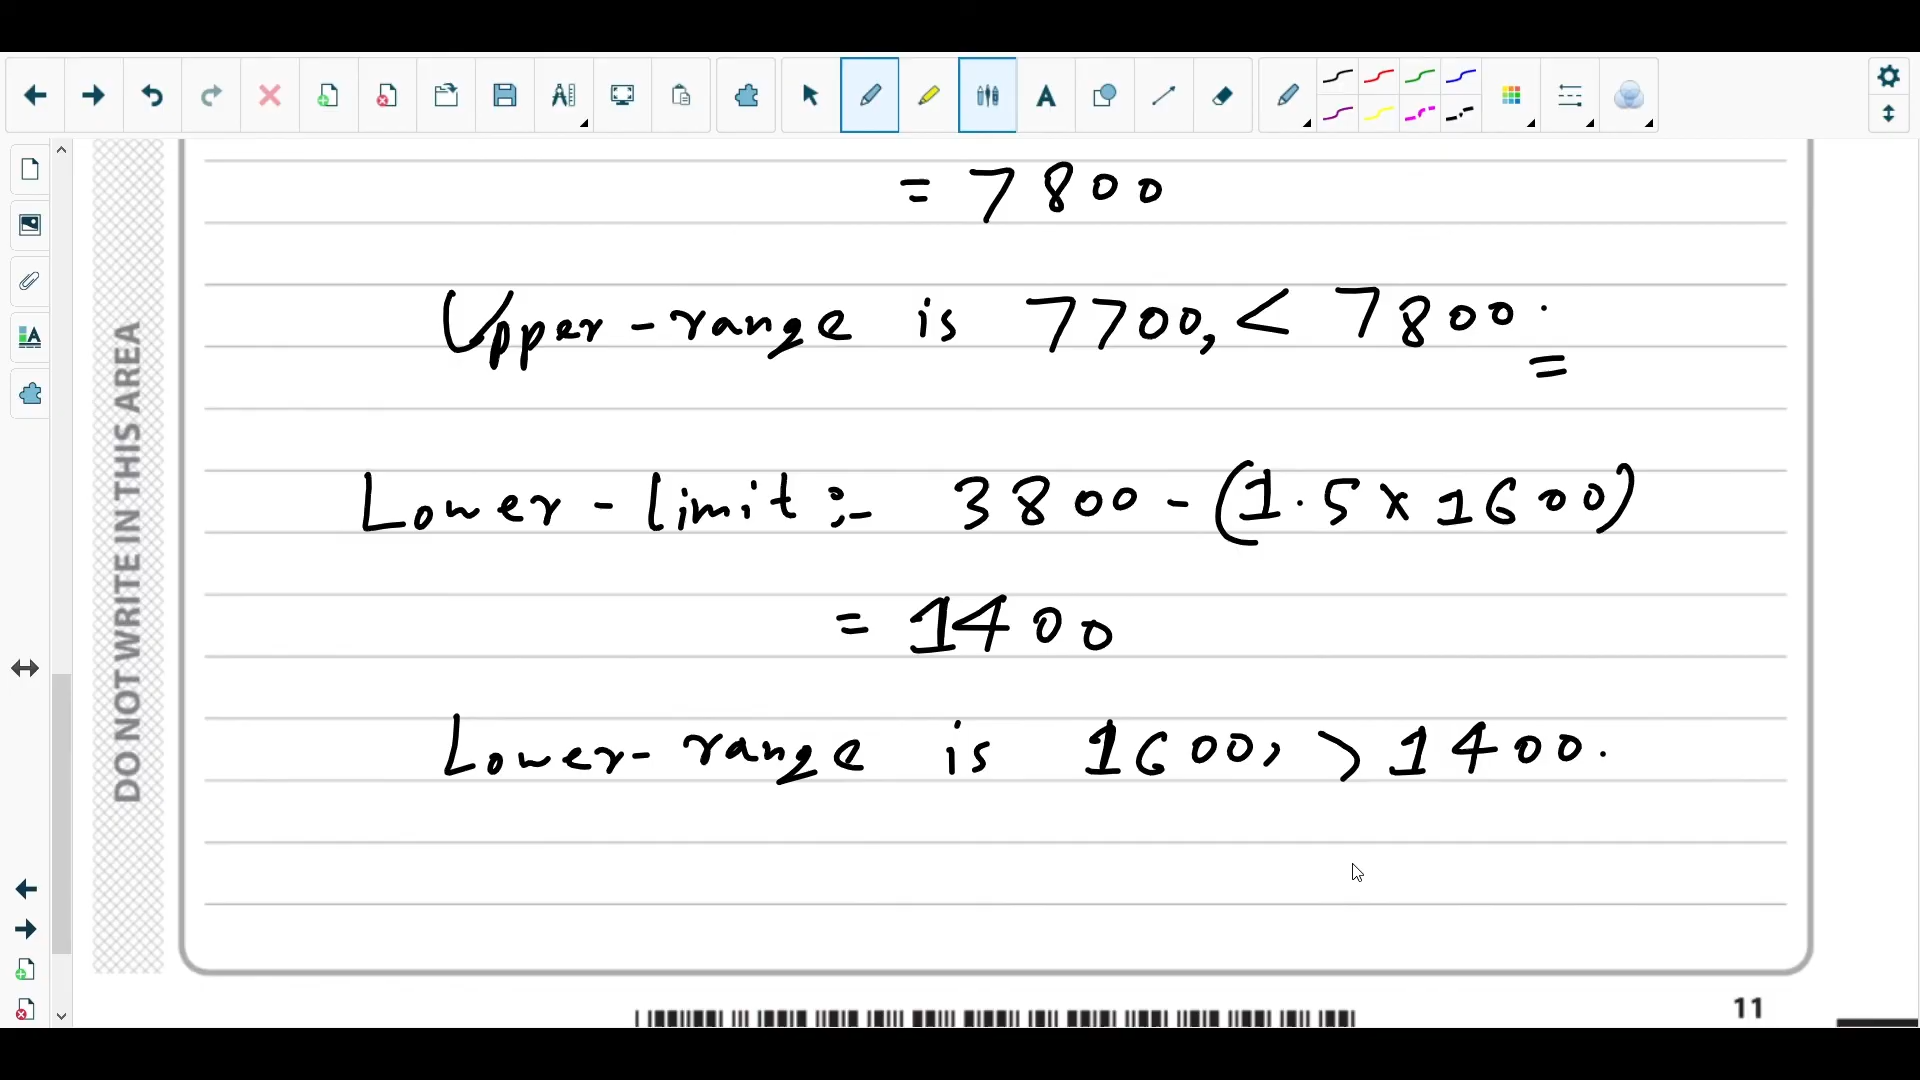 = 7800
Upper-range is 7700, < 7800.
DO NOT WRITE IN THIS AREA
Lower-limit :- 3800 - (1.5 × 1600)
= 1400
Lower-range is 1600, > 1400.
11